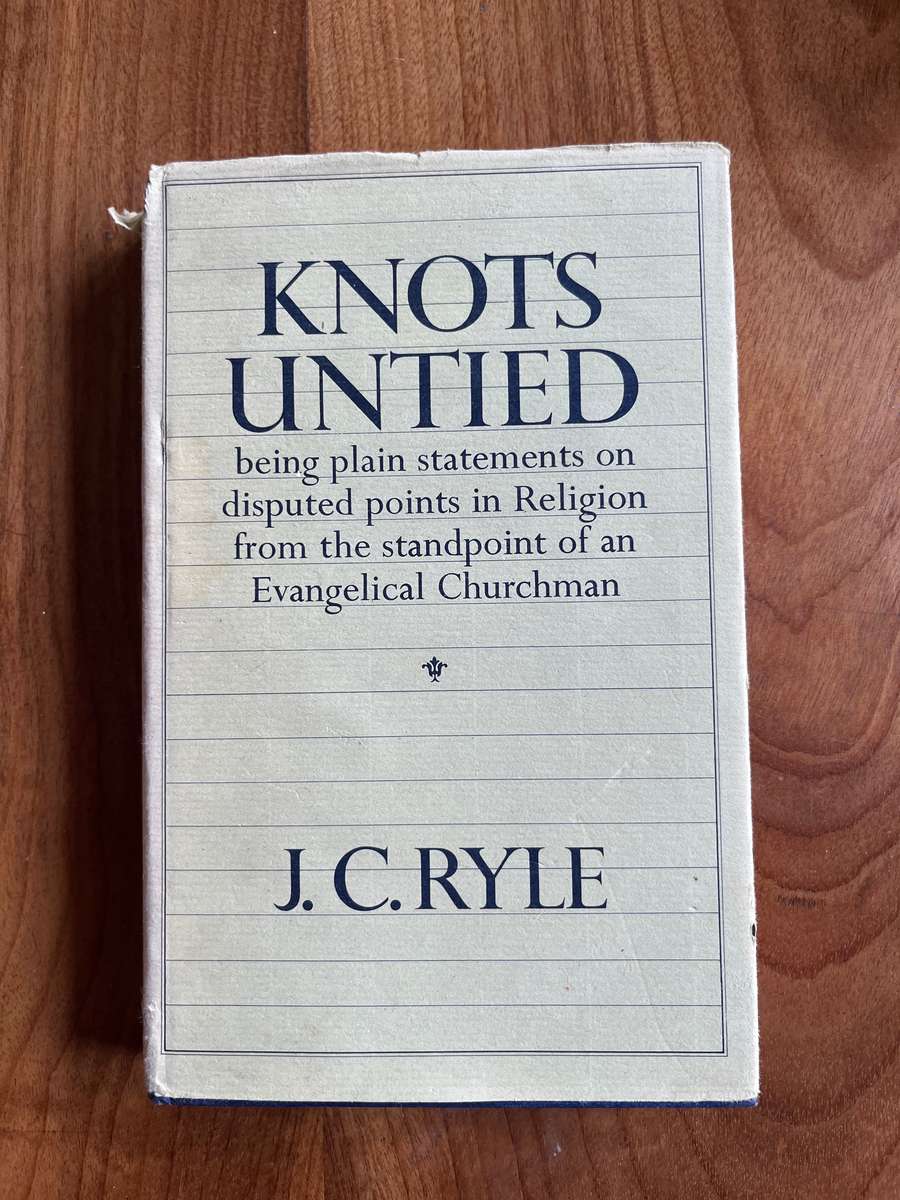 KNOTS
UNTIED
being plain statements on
disputed points in Religion
from the standpoint of an
Evangelical Churchman
J. C. RYLE